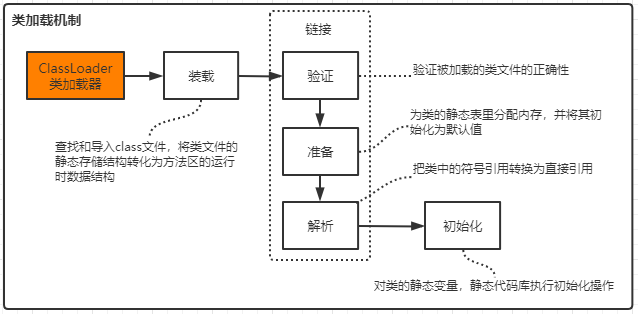 类加载机制
链接
ClassLoader
类加载器
装载
验证
验证被加载的类文件的正确性
查找和导入class文件，将类文件的
静态存储结构转化为方法区的运行
时数据结构
准备
为类的静态表里分配内存，并将其初
始化为默认值
解析
把类中的符号引用转换为直接引用
初始化
对类的静态变量，静态代码库执行初始化操作